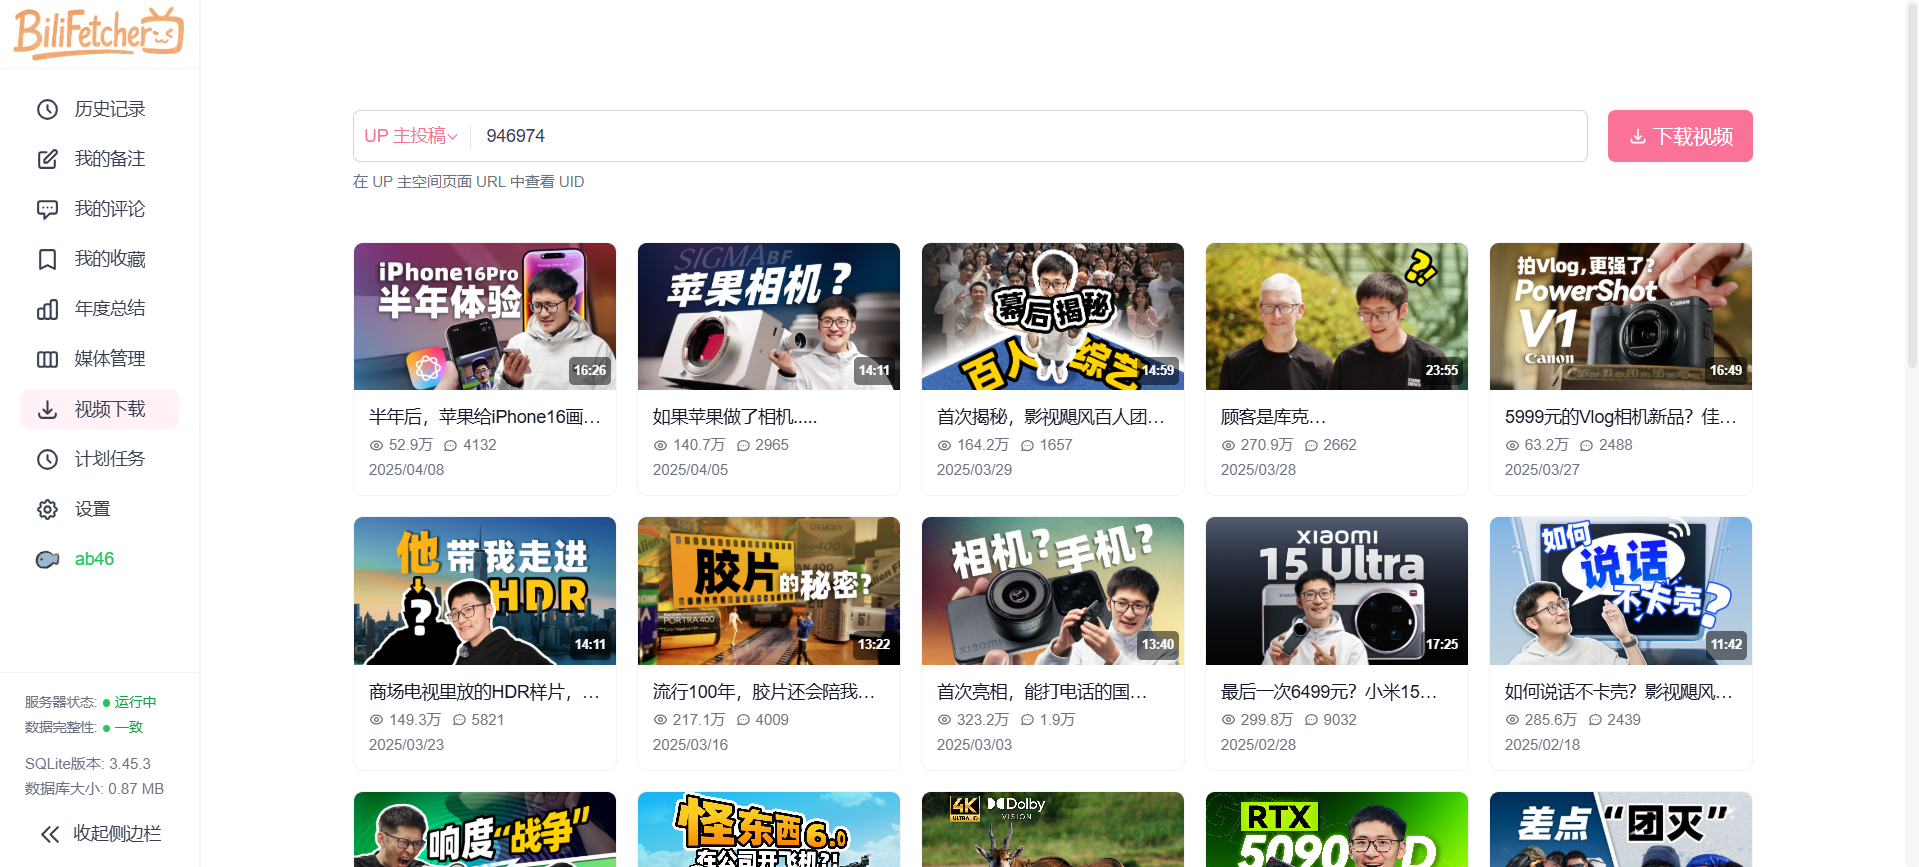 BiliFetcher
历史记录
我的备注
我的评论
我的收藏
年度总结
媒体管理
视频下载
计划任务
设置
ab46
服务器状态: 运行中
数据完整性: 一致
SQLite版本: 3.45.3
数据库大小: 0.87 MB
收起侧边栏
UP 主投稿 946974
下载视频
在 UP 主空间页面 URL 中查看 UID
iPhone16Pro
半年体验
16:26
半年后，苹果给iPhone16画…
52.9万 4132
2025/04/08
SIGMA BF
苹果相机？
14:11
如果苹果做了相机.....
140.7万 2965
2025/04/05
幕后揭秘
百人 综艺
14:59
首次揭秘，影视飓风百人团…
164.2万 1657
2025/03/29
?!
23:55
顾客是库克…
270.9万 2662
2025/03/28
拍Vlog,更强了?
PowerShot
V1
Canon
Canon
16:49
5999元的Vlog相机新品？佳…
63.2万 2488
2025/03/27
他带我走进
HDR
?
14:11
商场电视里放的HDR样片，…
149.3万 5821
2025/03/23
LUCKY
胶片的秘密?
PORTRA 400
13:22
流行100年，胶片还会陪我…
217.1万 4009
2025/03/16
相机?手机?
xiaomi
13:40
首次亮相，能打电话的国…
323.2万 1.9万
2025/03/03
xiaomi
15 Ultra
17:25
最后一次6499元？小米15…
299.8万 9032
2025/02/28
如何
说话
不卡壳?
11:42
如何说话不卡壳？影视飓风…
285.6万 2439
2025/02/18
响度“战争”
怪东西6.0
在公司开飞机?!
4K
ULTRA HD
Dolby
VISION
RTX
5090 D
差点“团灭”